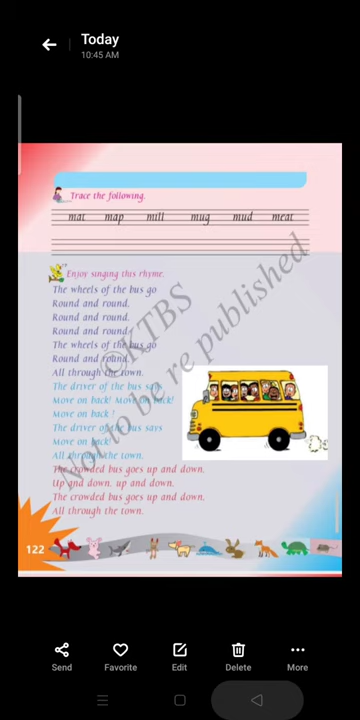 Today
10:45 AM
Trace the following.
mat map mill mug mud meat
Enjoy singing this rhyme.
The wheels of the bus go
Round and round,
Round and round.
Round and round
The wheels of the bus go
Round and round,
All through the town.
The driver of the bus says
Move on back! Move on back!
Move on back !
The driver of the bus says
Move on back!
All through the town.
The crowded bus goes up and down.
Up and down, up and down.
The crowded bus goes up and down.
All through the town.
©KTBS
Not to be re published
122
Send Favorite Edit Delete More